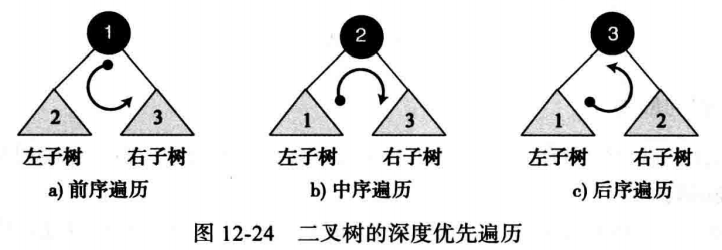 1 2 3
2 3 1 3 1 2
左子树 右子树 左子树 右子树 左子树 右子树
a) 前序遍历 b) 中序遍历 c) 后序遍历
图 12-24 二叉树的深度优先遍历